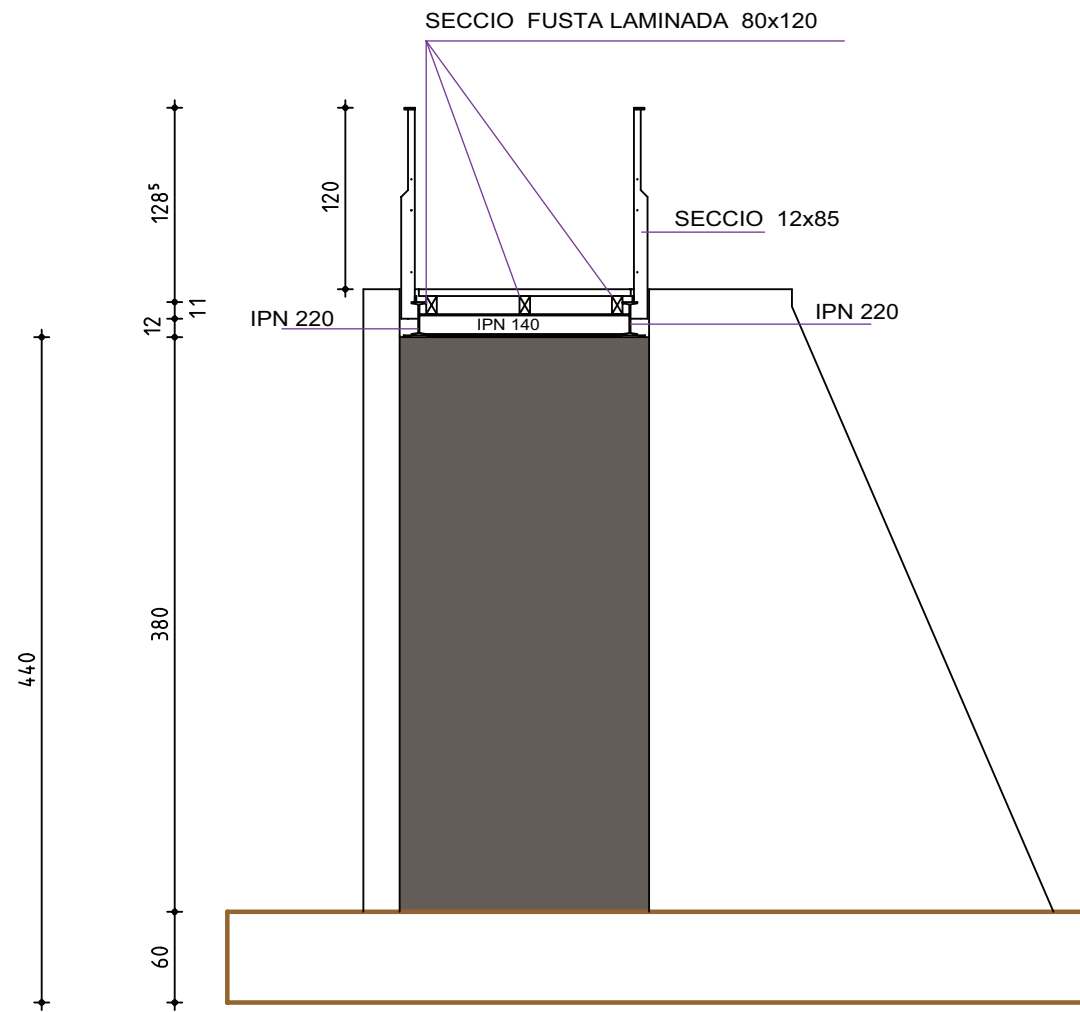 SECCIO FUSTA LAMINADA 80x120
128⁵
120
SECCIO 12x85
11
12
IPN 220
IPN 140
IPN 220
380
440
60